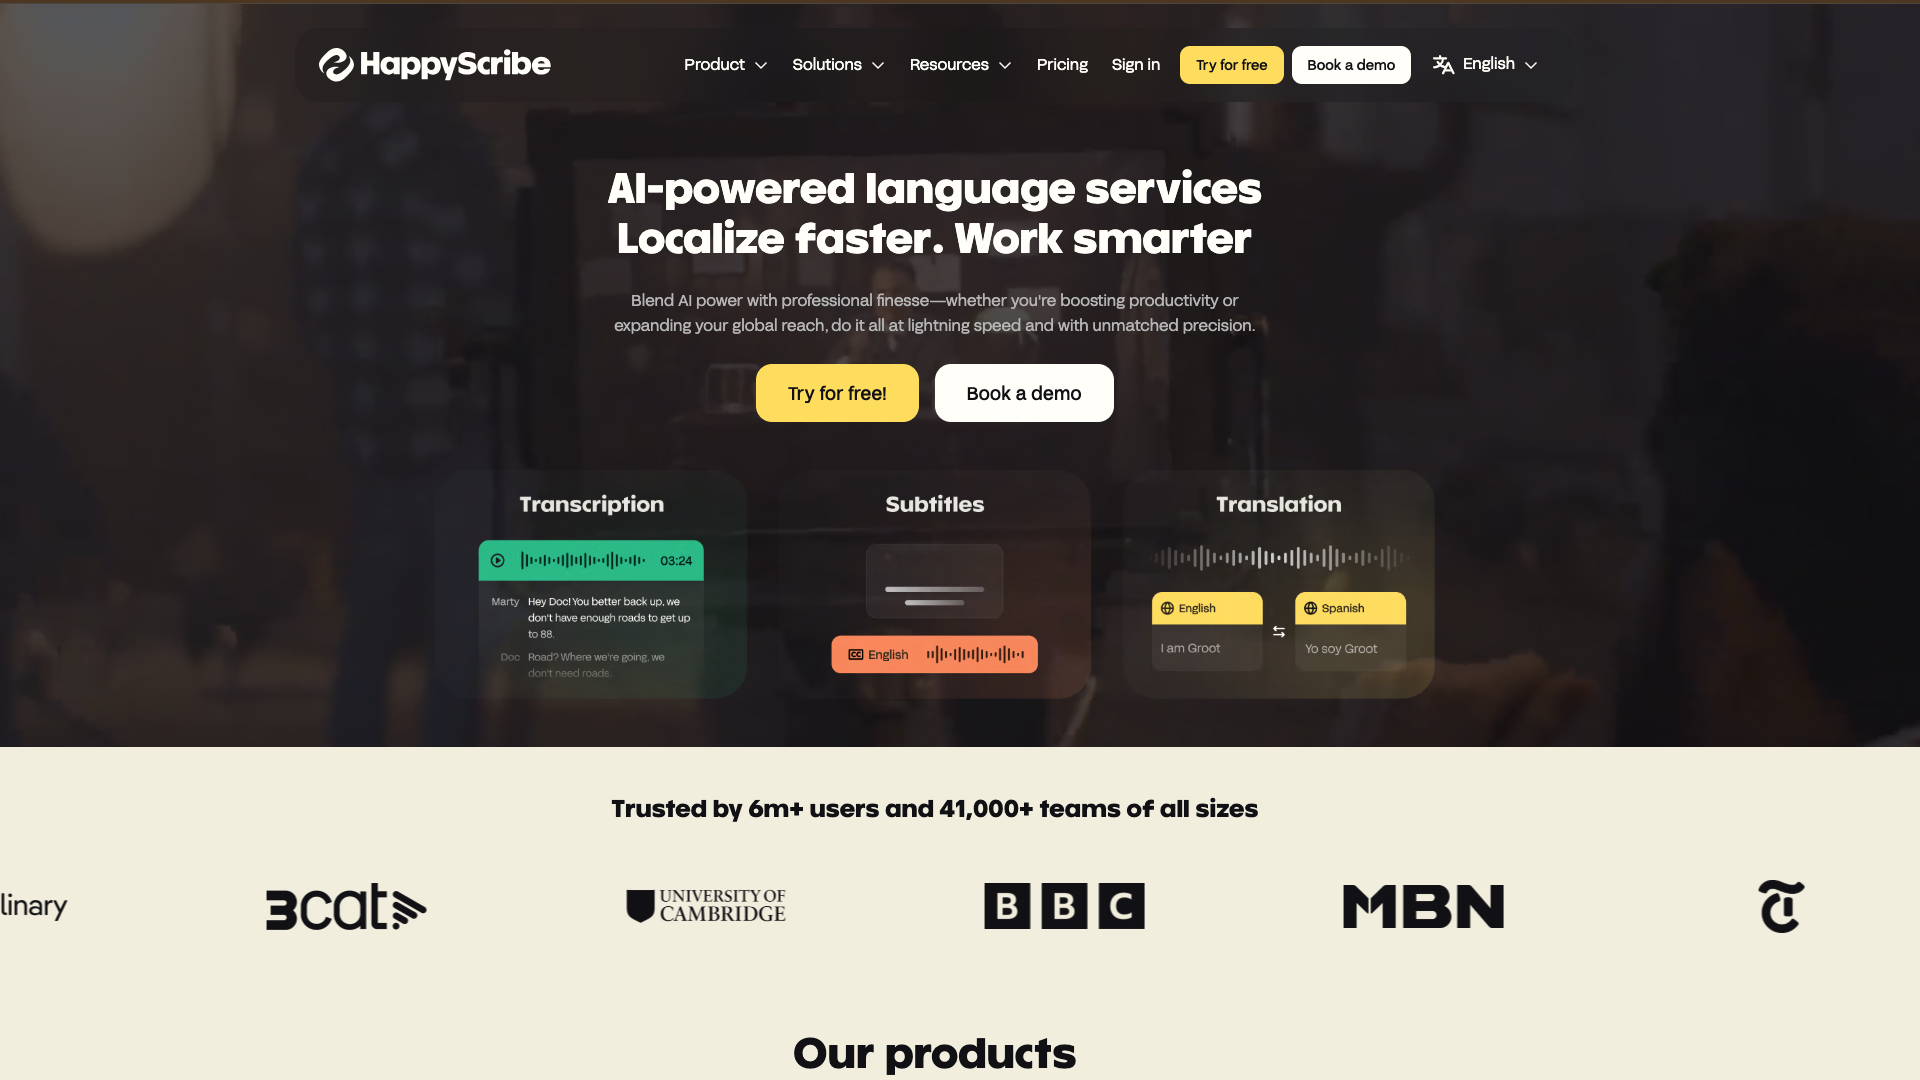 HappyScribe
Product
Solutions
Resources
Pricing
Sign in
Try for free
Book a demo
English
AI-powered language services
Localize faster. Work smarter
Blend AI power with professional finesse—whether you're boosting productivity or
expanding your global reach, do it all at lightning speed and with unmatched precision.
Try for free!
Book a demo
Transcription
03:24
Marty
Hey Doc! You better back up, we
don't have enough roads to get up
to 88.
Doc
Road? Where we're going, we
don't need roads.
Subtitles
CC English
Translation
English
I am Groot
Spanish
Yo soy Groot
Trusted by 6m+ users and 41,000+ teams of all sizes
linary
3cat
UNIVERSITY OF
CAMBRIDGE
BBC
MBN
T
Our products